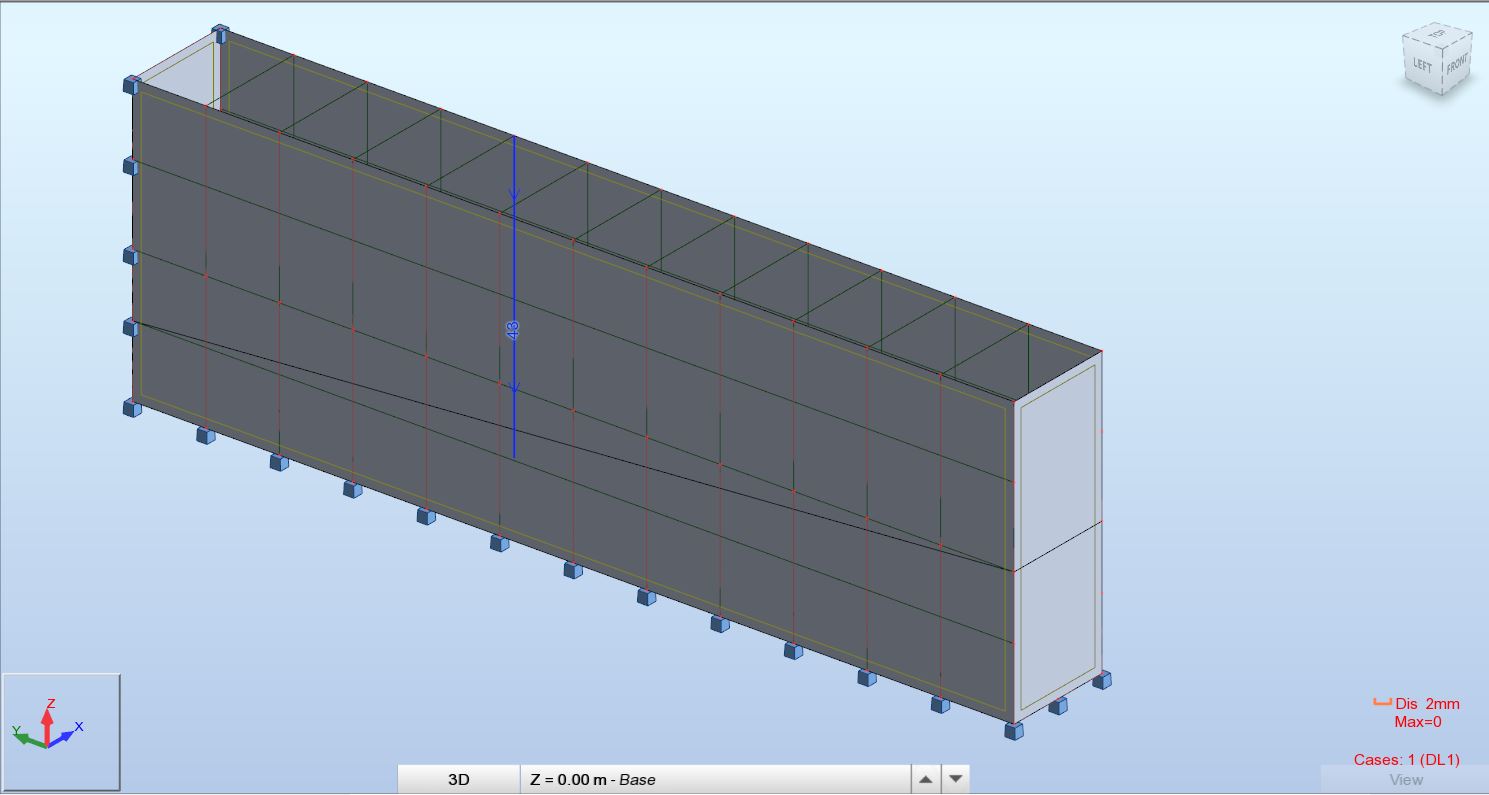 TOP
LEFT
FRONT
43
Z
X
Y
Dis 2mm
Max=0
Cases: 1 (DL1)
3D
Z = 0.00 m - Base
View